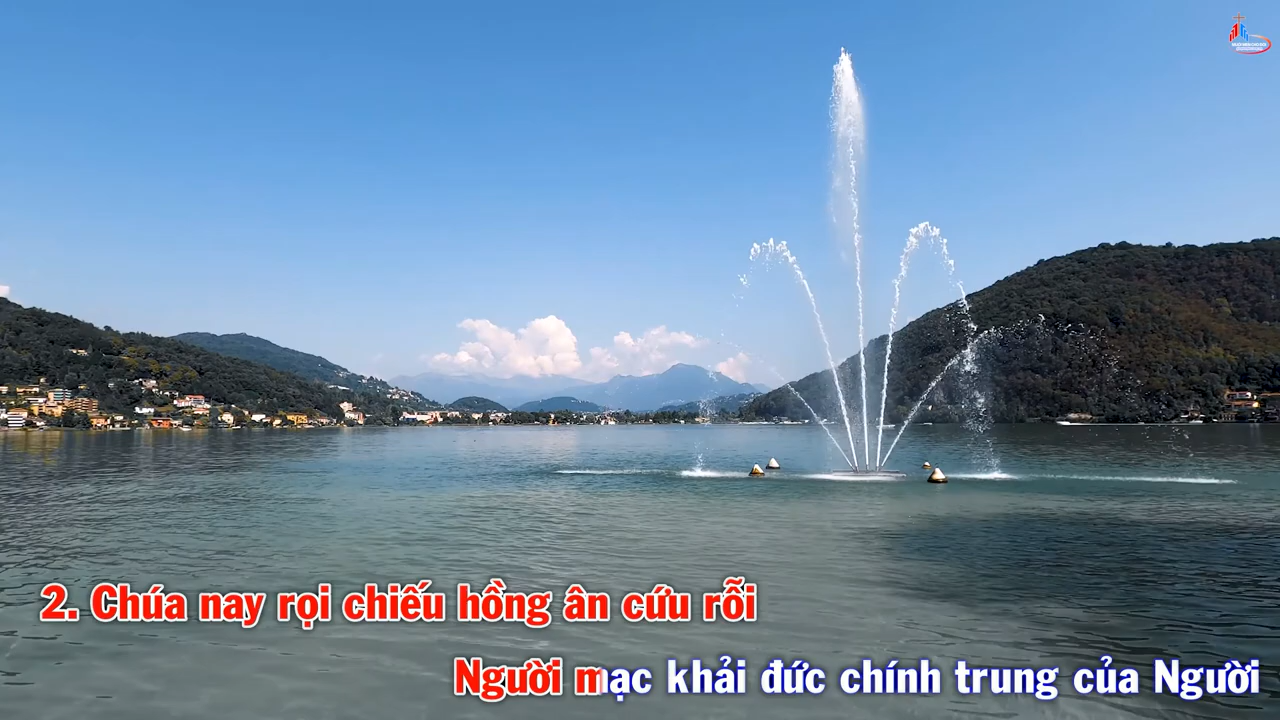 2. Chúa nay rọi chiếu hồng ân cứu rỗi
Người mạc khải đức chính trung của Người